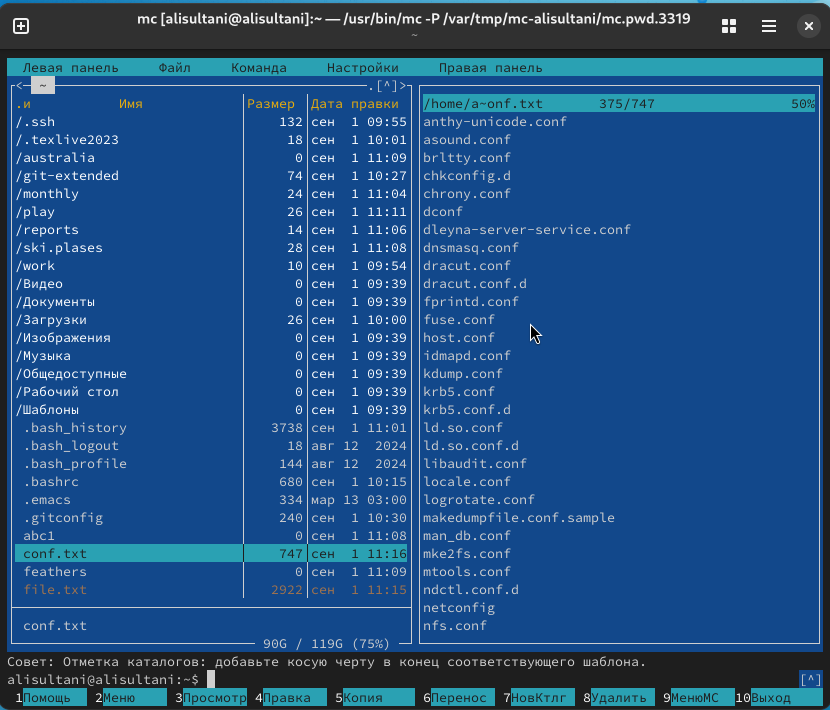 mc [alisultani@alisultani]:~ — /usr/bin/mc -P /var/tmp/mc-alisultani/mc.pwd.3319
~
Левая панель Файл Команда Настройки Правая панель
<─ ~ .[^]>
.и Имя Размер Дата правки
/.ssh 132 сен 1 09:55
/.texlive2023 18 сен 1 10:01
/australia 0 сен 1 11:09
/git-extended 74 сен 1 10:27
/monthly 24 сен 1 11:04
/play 26 сен 1 11:11
/reports 14 сен 1 11:06
/ski.plases 28 сен 1 11:08
/work 10 сен 1 09:54
/Видео 0 сен 1 09:39
/Документы 0 сен 1 09:39
/Загрузки 26 сен 1 10:00
/Изображения 0 сен 1 09:39
/Музыка 0 сен 1 09:39
/Общедоступные 0 сен 1 09:39
/Рабочий стол 0 сен 1 09:39
/Шаблоны 0 сен 1 09:39
.bash_history 3738 сен 1 11:01
.bash_logout 18 авг 12 2024
.bash_profile 144 авг 12 2024
.bashrc 680 сен 1 10:15
.emacs 334 мар 13 03:00
.gitconfig 240 сен 1 10:30
abc1 0 сен 1 11:08
conf.txt 747 сен 1 11:16
feathers 0 сен 1 11:09
file.txt 2922 сен 1 11:15
conf.txt
90G / 119G (75%)
/home/a~onf.txt 375/747 50%
anthy-unicode.conf
asound.conf
brltty.conf
chkconfig.d
chrony.conf
dconf
dleyna-server-service.conf
dnsmasq.conf
dracut.conf
dracut.conf.d
fprintd.conf
fuse.conf
host.conf
idmapd.conf
kdump.conf
krb5.conf
krb5.conf.d
ld.so.conf
ld.so.conf.d
libaudit.conf
locale.conf
logrotate.conf
makedumpfile.conf.sample
man_db.conf
mke2fs.conf
mtools.conf
ndctl.conf.d
netconfig
nfs.conf
Совет: Отметка каталогов: добавьте косую черту в конец соответствующего шаблона.
alisultani@alisultani:~$ [^]
1Помощь 2Меню 3Просмотр 4Правка 5Копия 6Перенос 7НовКтлг 8Удалить 9МенюМС 10Выход